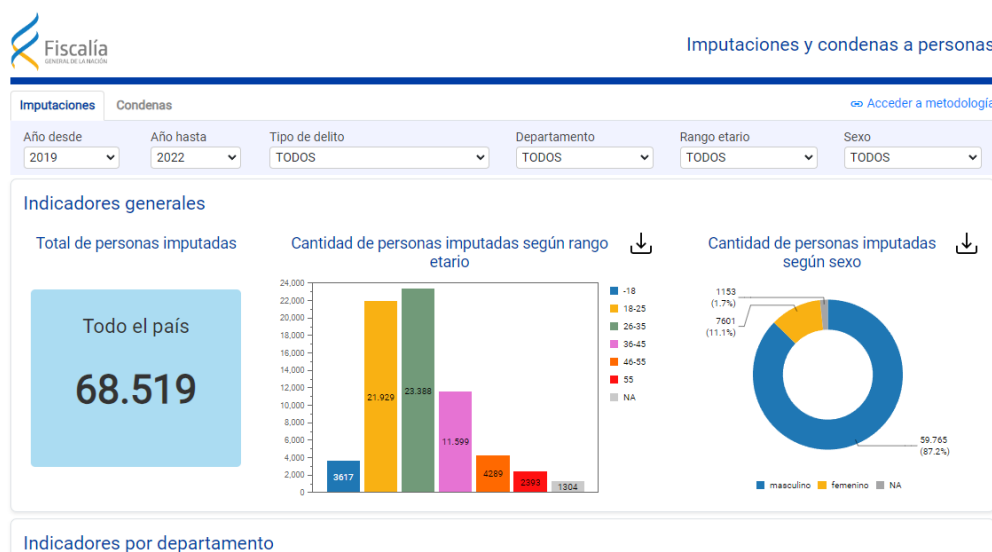 Fiscalía
GENERAL DE LA NACIÓN
Imputaciones y condenas a personas
Imputaciones
Condenas
Acceder a metodología
Año desde
Año hasta
Tipo de delito
Departamento
Rango etario
Sexo
2019
2022
TODOS
TODOS
TODOS
TODOS
Indicadores generales
Total de personas imputadas
Todo el país
68.519
Cantidad de personas imputadas según rango
etario
24,000
22,000
20,000
18,000
16,000
14,000
12,000
10,000
8,000
6,000
4,000
2,000
0
3617
21.929
23.388
11.599
4289
2393
1304
-18
18-25
26-35
36-45
46-55
55
NA
Cantidad de personas imputadas
según sexo
1153
(1.7%)
7601
(11.1%)
59.765
(87.2%)
masculino
femenino
NA
Indicadores por departamento